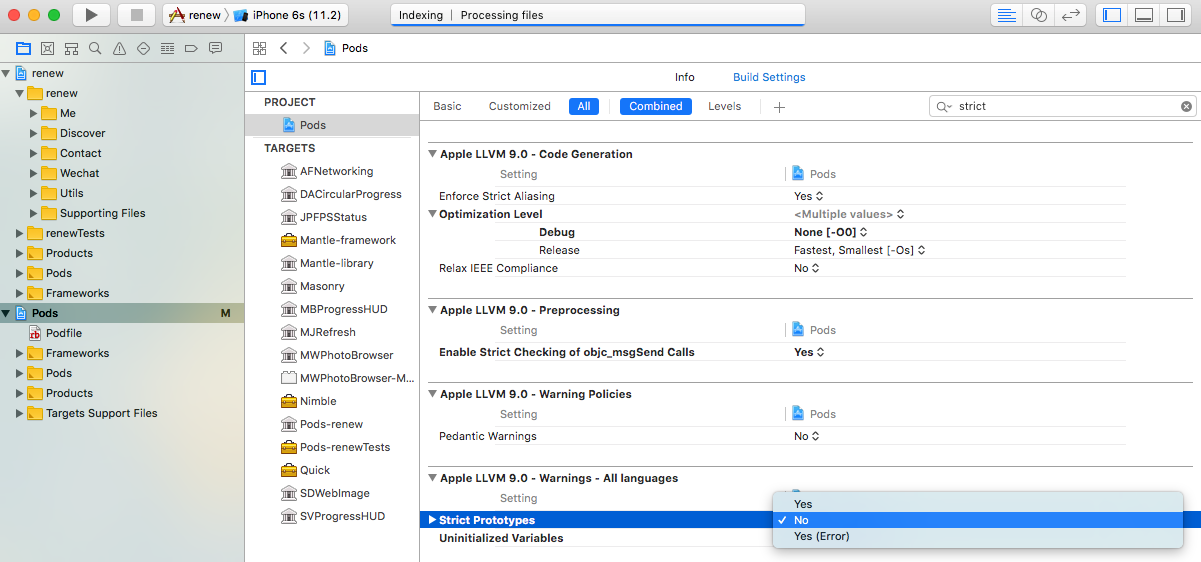 renew
iPhone 6s (11.2)
Indexing | Processing files
Pods
Info
Build Settings
Basic
Customized
All
Combined
Levels
strict
renew
renew
Me
Discover
Contact
Wechat
Utils
Supporting Files
renewTests
Products
Pods
Frameworks
Pods M
Podfile
Frameworks
Pods
Products
Targets Support Files
PROJECT
Pods
TARGETS
AFNetworking
DACircularProgress
JPFPSStatus
Mantle-framework
Mantle-library
Masonry
MBProgressHUD
MJRefresh
MWPhotoBrowser
MWPhotoBrowser-M...
Nimble
Pods-renew
Pods-renewTests
Quick
SDWebImage
SVProgressHUD
Apple LLVM 9.0 - Code Generation
Setting Pods
Enforce Strict Aliasing Yes
Optimization Level <Multiple values>
Debug None [-O0]
Release Fastest, Smallest [-Os]
Relax IEEE Compliance No
Apple LLVM 9.0 - Preprocessing
Setting Pods
Enable Strict Checking of objc_msgSend Calls Yes
Apple LLVM 9.0 - Warning Policies
Setting Pods
Pedantic Warnings No
Apple LLVM 9.0 - Warnings - All languages
Setting
Yes
Strict Prototypes ✓ No
Uninitialized Variables Yes (Error)